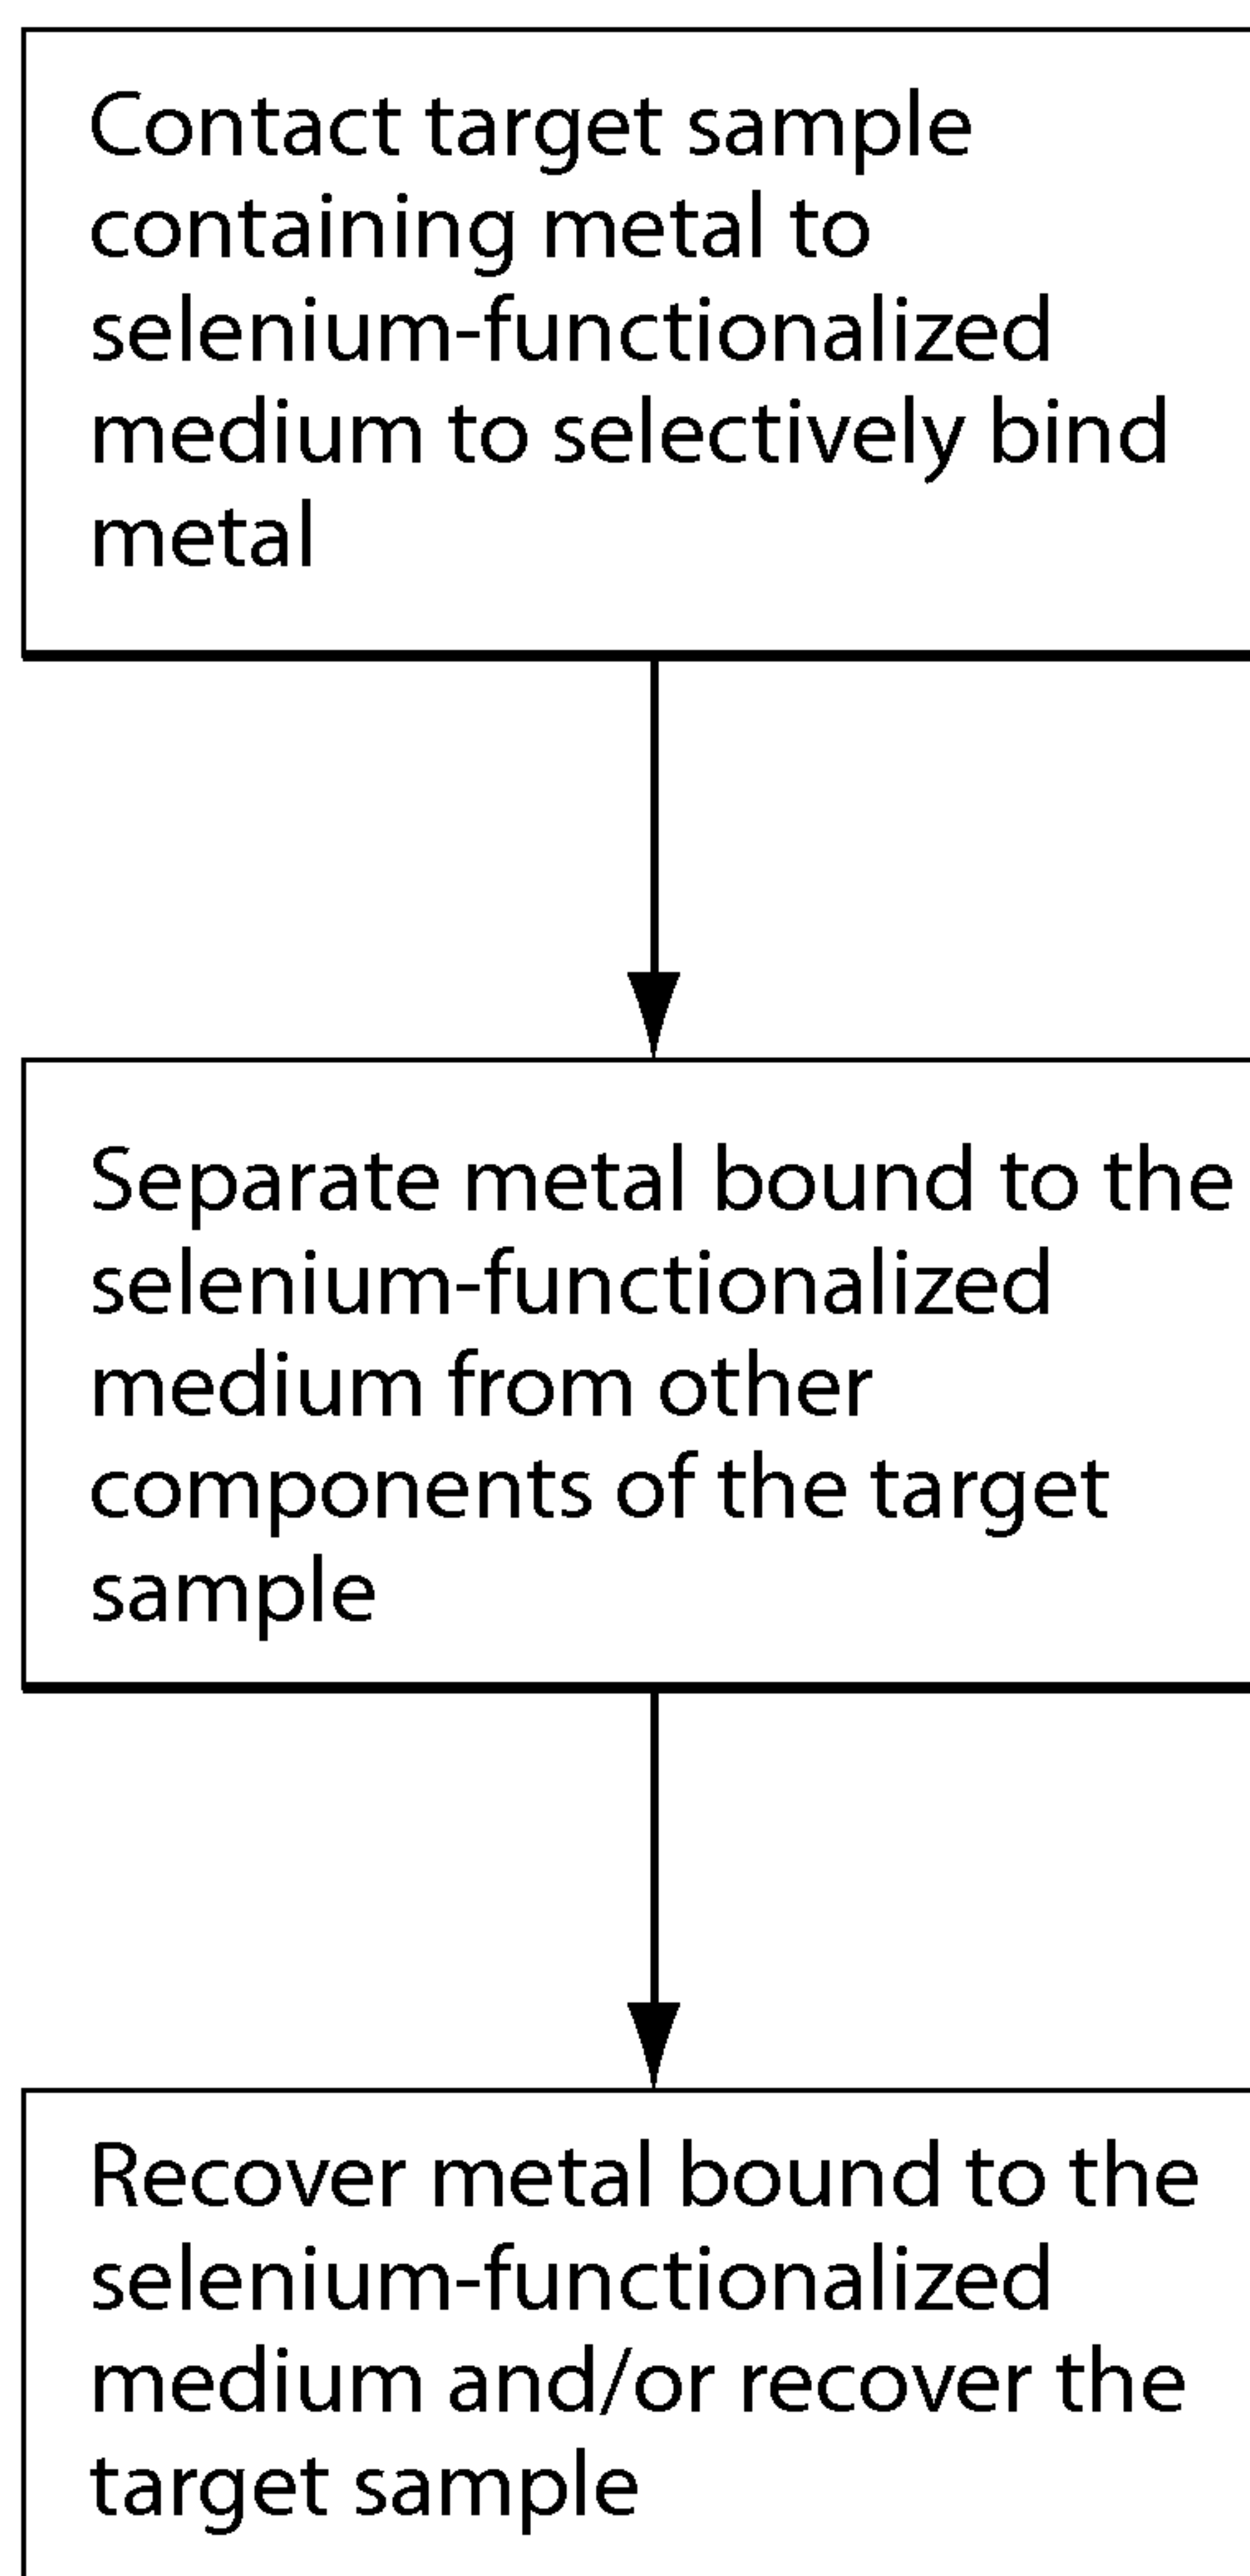 Contact target sample
containing metal to
selenium-functionalized
medium to selectively bind
metal
Separate metal bound to the
selenium-functionalized
medium from other
components of the target
sample
Recover metal bound to the
selenium-functionalized
medium and/or recover the
target sample